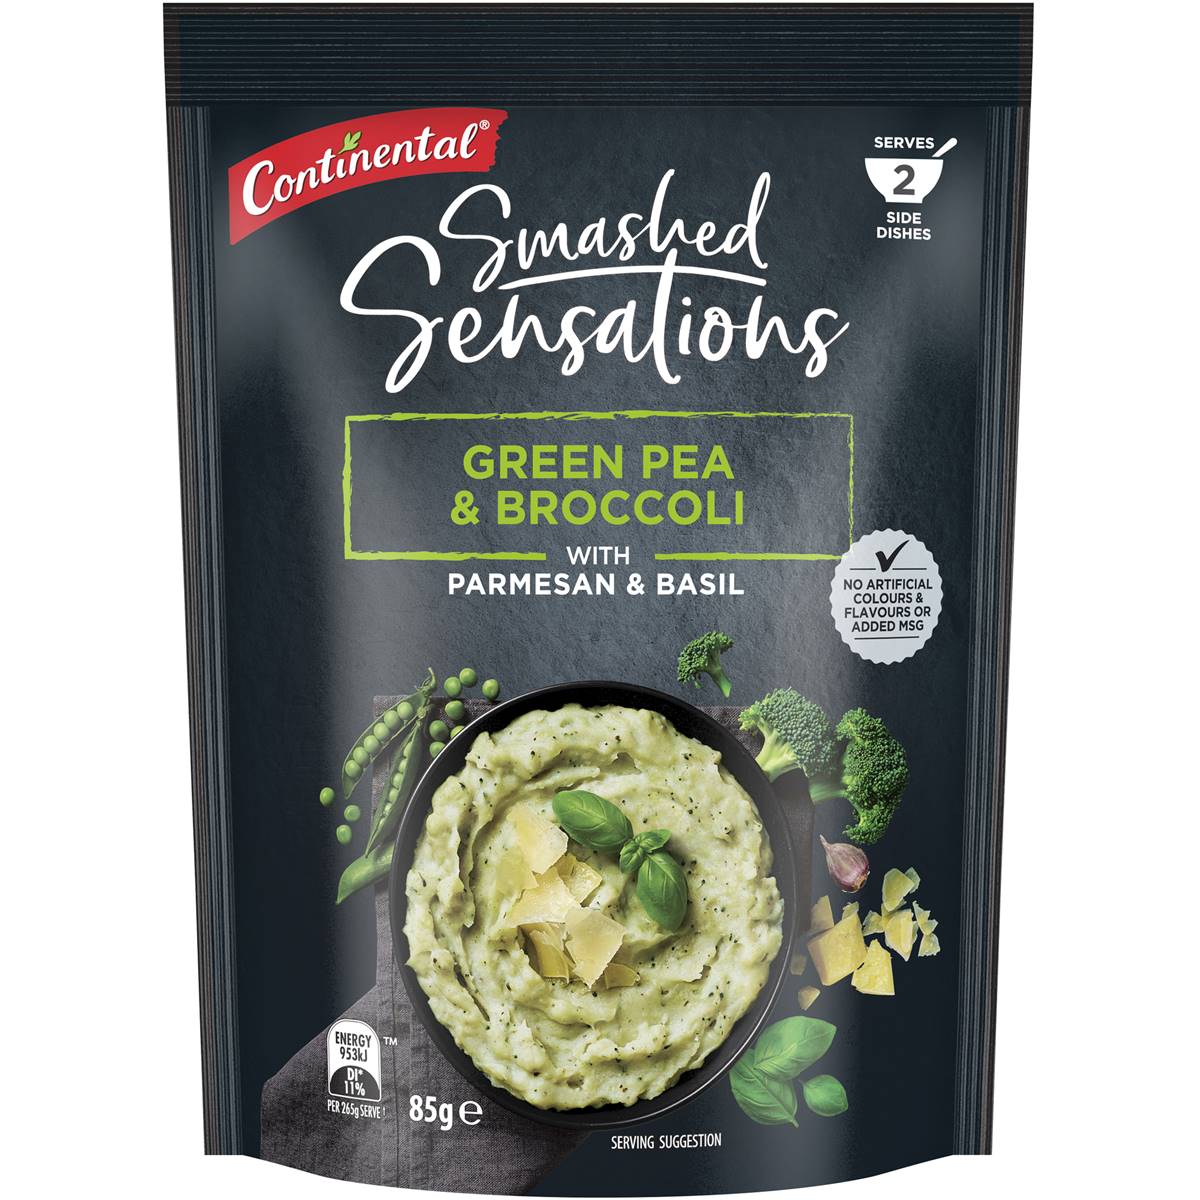 Continental®
SERVES
2
SIDE
DISHES
Smashed
Sensations
GREEN PEA
& BROCCOLI
WITH
PARMESAN & BASIL
NO ARTIFICIAL
COLOURS &
FLAVOURS OR
ADDED MSG
ENERGY
953kJ
DI*
11%
PER 265g SERVE†
™
85g ℮
SERVING SUGGESTION